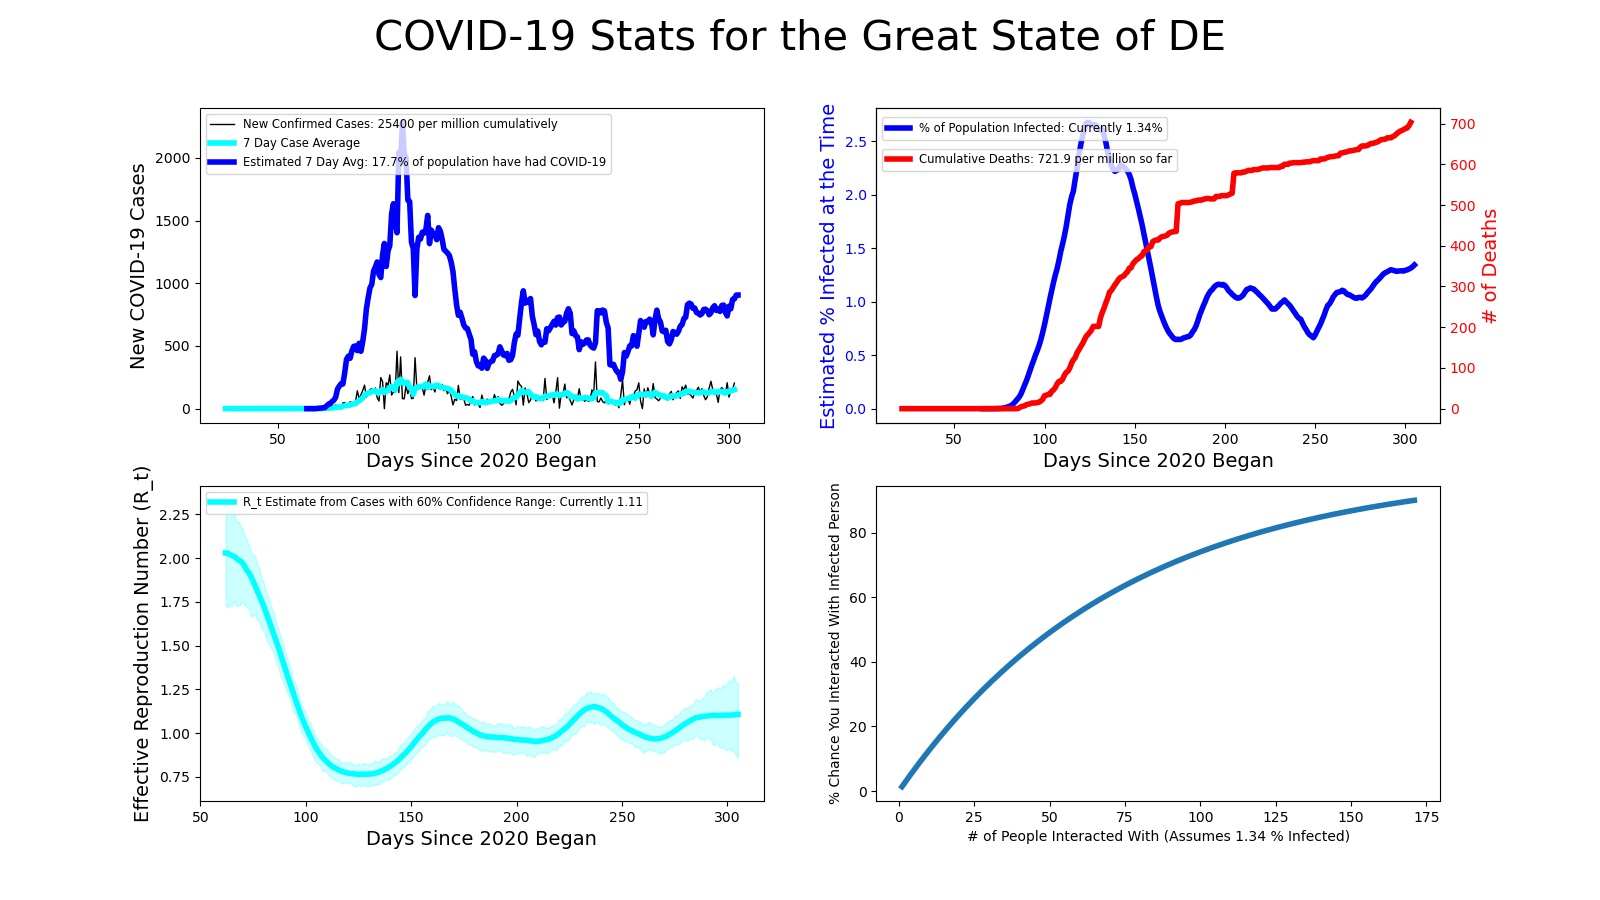 COVID-19 Stats for the Great State of DE
New COVID-19 Cases
New Confirmed Cases: 25400 per million cumulatively
7 Day Case Average
Estimated 7 Day Avg: 17.7% of population have had COVID-19
2000
1500
1000
500
0
50 100 150 200 250 300
Days Since 2020 Began
Estimated % Infected at the Time
% of Population Infected: Currently 1.34%
Cumulative Deaths: 721.9 per million so far
2.5
2.0
1.5
1.0
0.5
0.0
700
600
500
400
300
200
100
0
# of Deaths
50 100 150 200 250 300
Days Since 2020 Began
Effective Reproduction Number (R_t)
R_t Estimate from Cases with 60% Confidence Range: Currently 1.11
2.25
2.00
1.75
1.50
1.25
1.00
0.75
50 100 150 200 250 300
Days Since 2020 Began
% Chance You Interacted With Infected Person
80
60
40
20
0
0 25 50 75 100 125 150 175
# of People Interacted With (Assumes 1.34 % Infected)